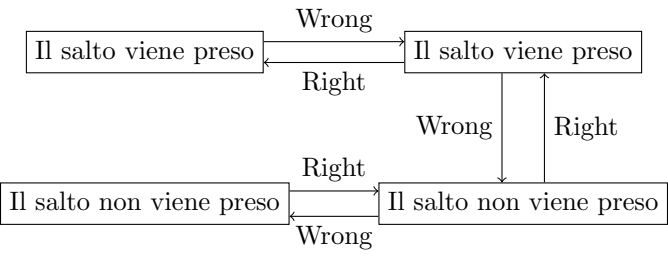 Wrong
Il salto viene preso
Il salto viene preso
Right
Wrong
Right
Right
Il salto non viene preso
Il salto non viene preso
Wrong